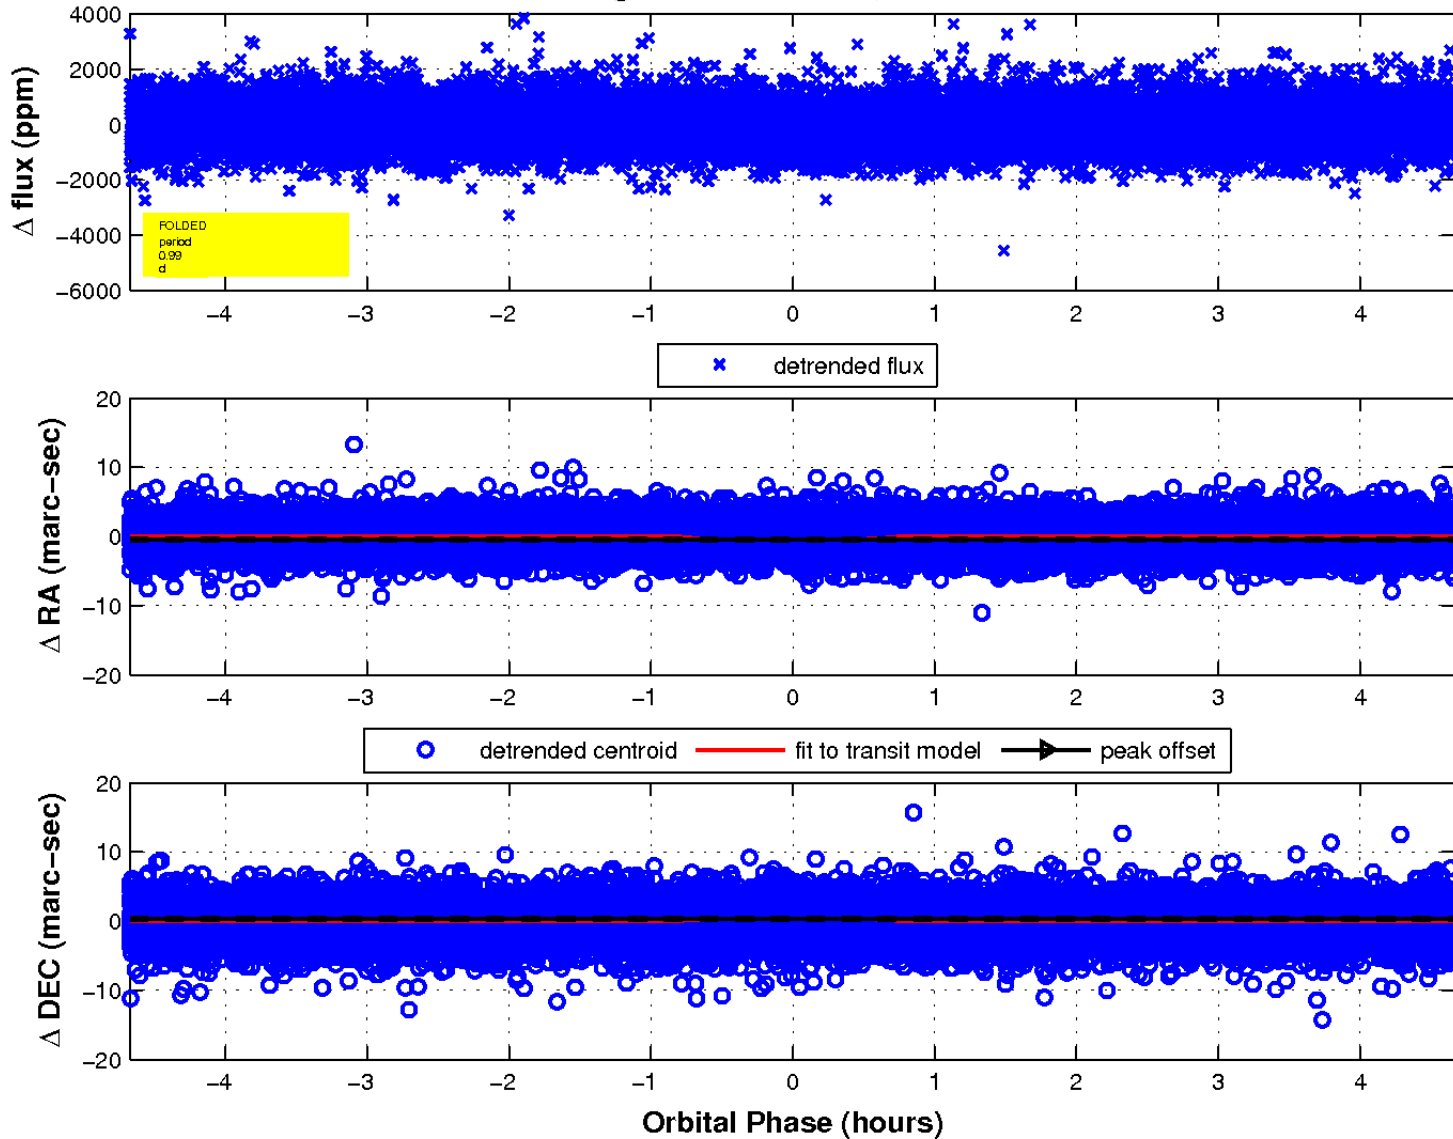 4000
2000
0
−2000
−4000
−6000
Δ flux (ppm)
FOLDED
period
0.99
d
−4 −3 −2 −1 0 1 2 3 4
detrended flux
20
10
0
−10
−20
Δ RA (marc−sec)
−4 −3 −2 −1 0 1 2 3 4
detrended centroid fit to transit model peak offset
20
10
0
−10
−20
Δ DEC (marc−sec)
−4 −3 −2 −1 0 1 2 3 4
Orbital Phase (hours)